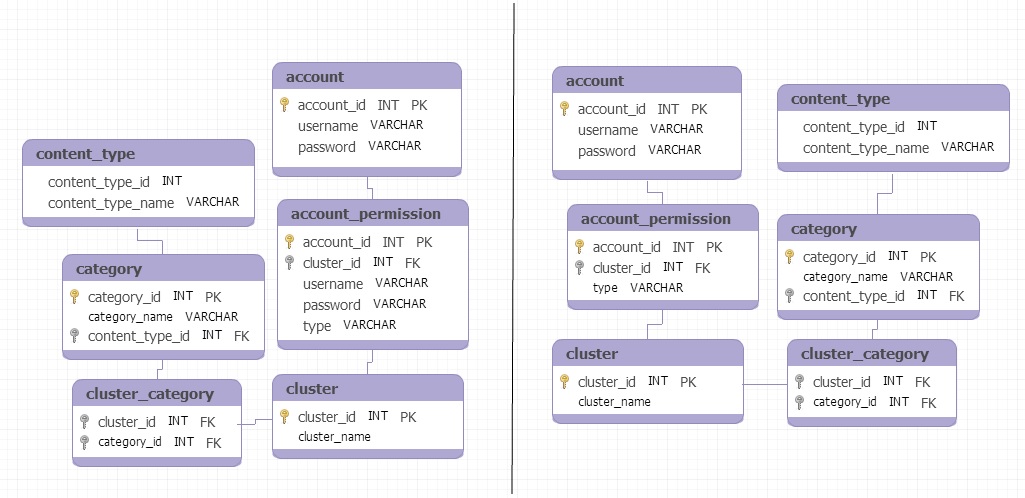 account
account_id INT PK
username VARCHAR
password VARCHAR
content_type
content_type_id INT
content_type_name VARCHAR
account_permission
account_id INT PK
cluster_id INT FK
username VARCHAR
password VARCHAR
type VARCHAR
category
category_id INT PK
category_name VARCHAR
content_type_id INT FK
cluster_category
cluster_id INT FK
category_id INT FK
cluster
cluster_id INT PK
cluster_name
account
account_id INT PK
username VARCHAR
password VARCHAR
content_type
content_type_id INT
content_type_name VARCHAR
account_permission
account_id INT PK
cluster_id INT FK
type VARCHAR
category
category_id INT PK
category_name VARCHAR
content_type_id INT FK
cluster
cluster_id INT PK
cluster_name
cluster_category
cluster_id INT FK
category_id INT FK